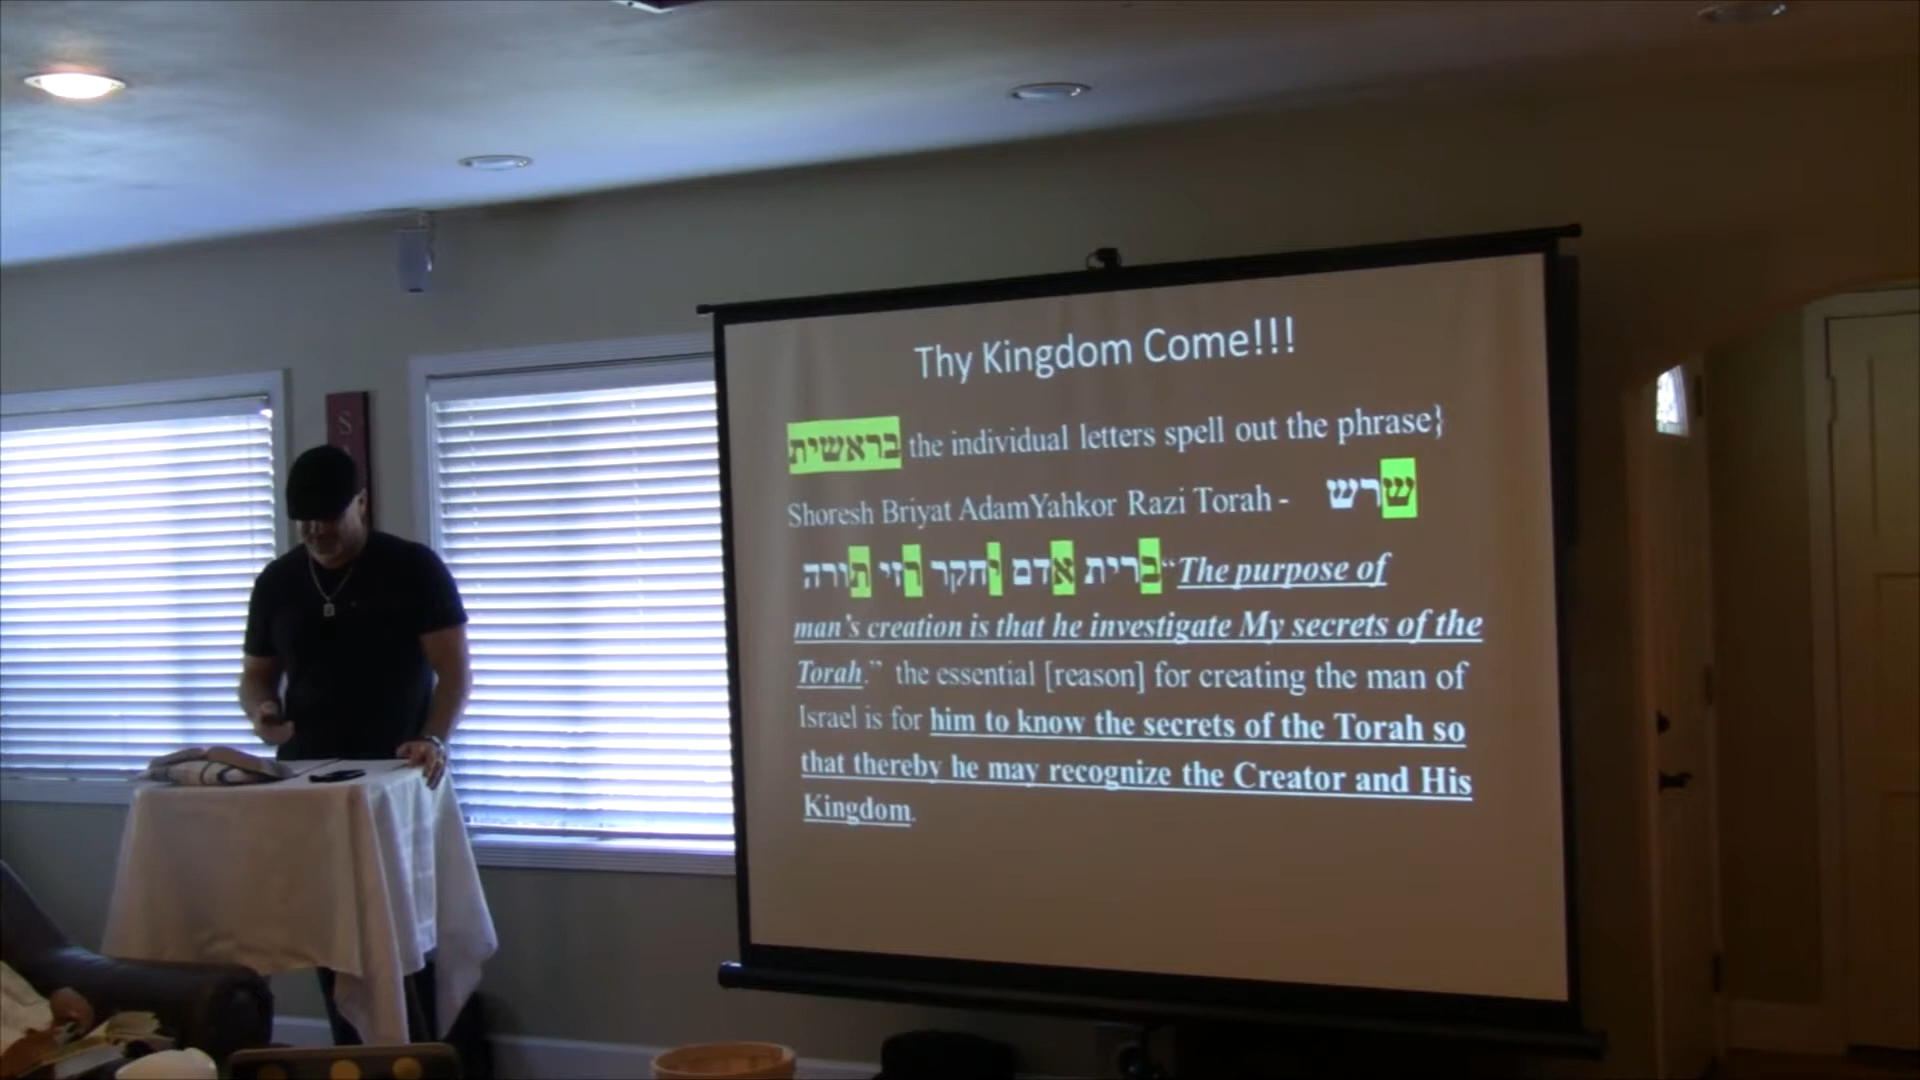 S
Thy Kingdom Come!!!
בראשית the individual letters spell out the phrase}
Shoresh Briyat AdamYahkor Razi Torah - שרש
ברית אדם יחקר רזי תורה “The purpose of
man’s creation is that he investigate My secrets of the
Torah.” the essential [reason] for creating the man of
Israel is for him to know the secrets of the Torah so
that thereby he may recognize the Creator and His
Kingdom.